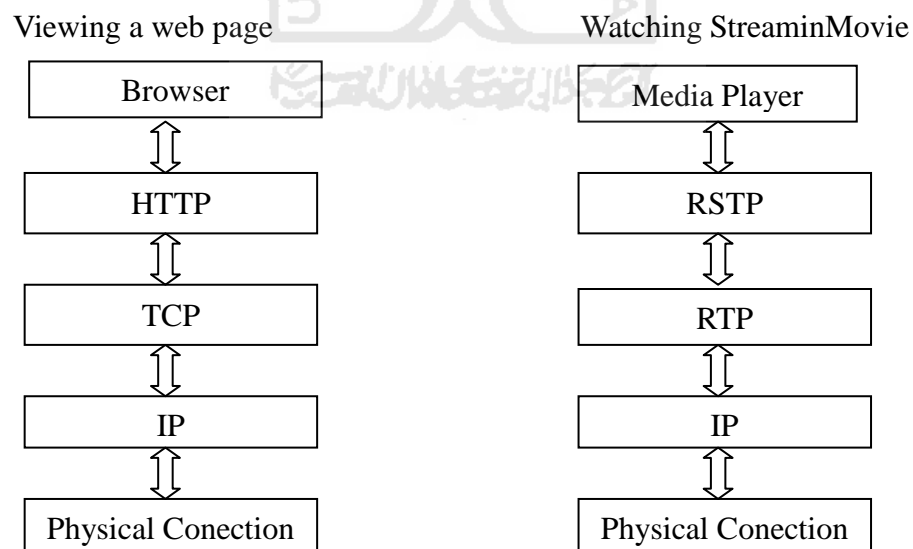 Viewing a web page
Browser
HTTP
TCP
IP
Physical Conection
Watching StreaminMovie
Media Player
RSTP
RTP
IP
Physical Conection